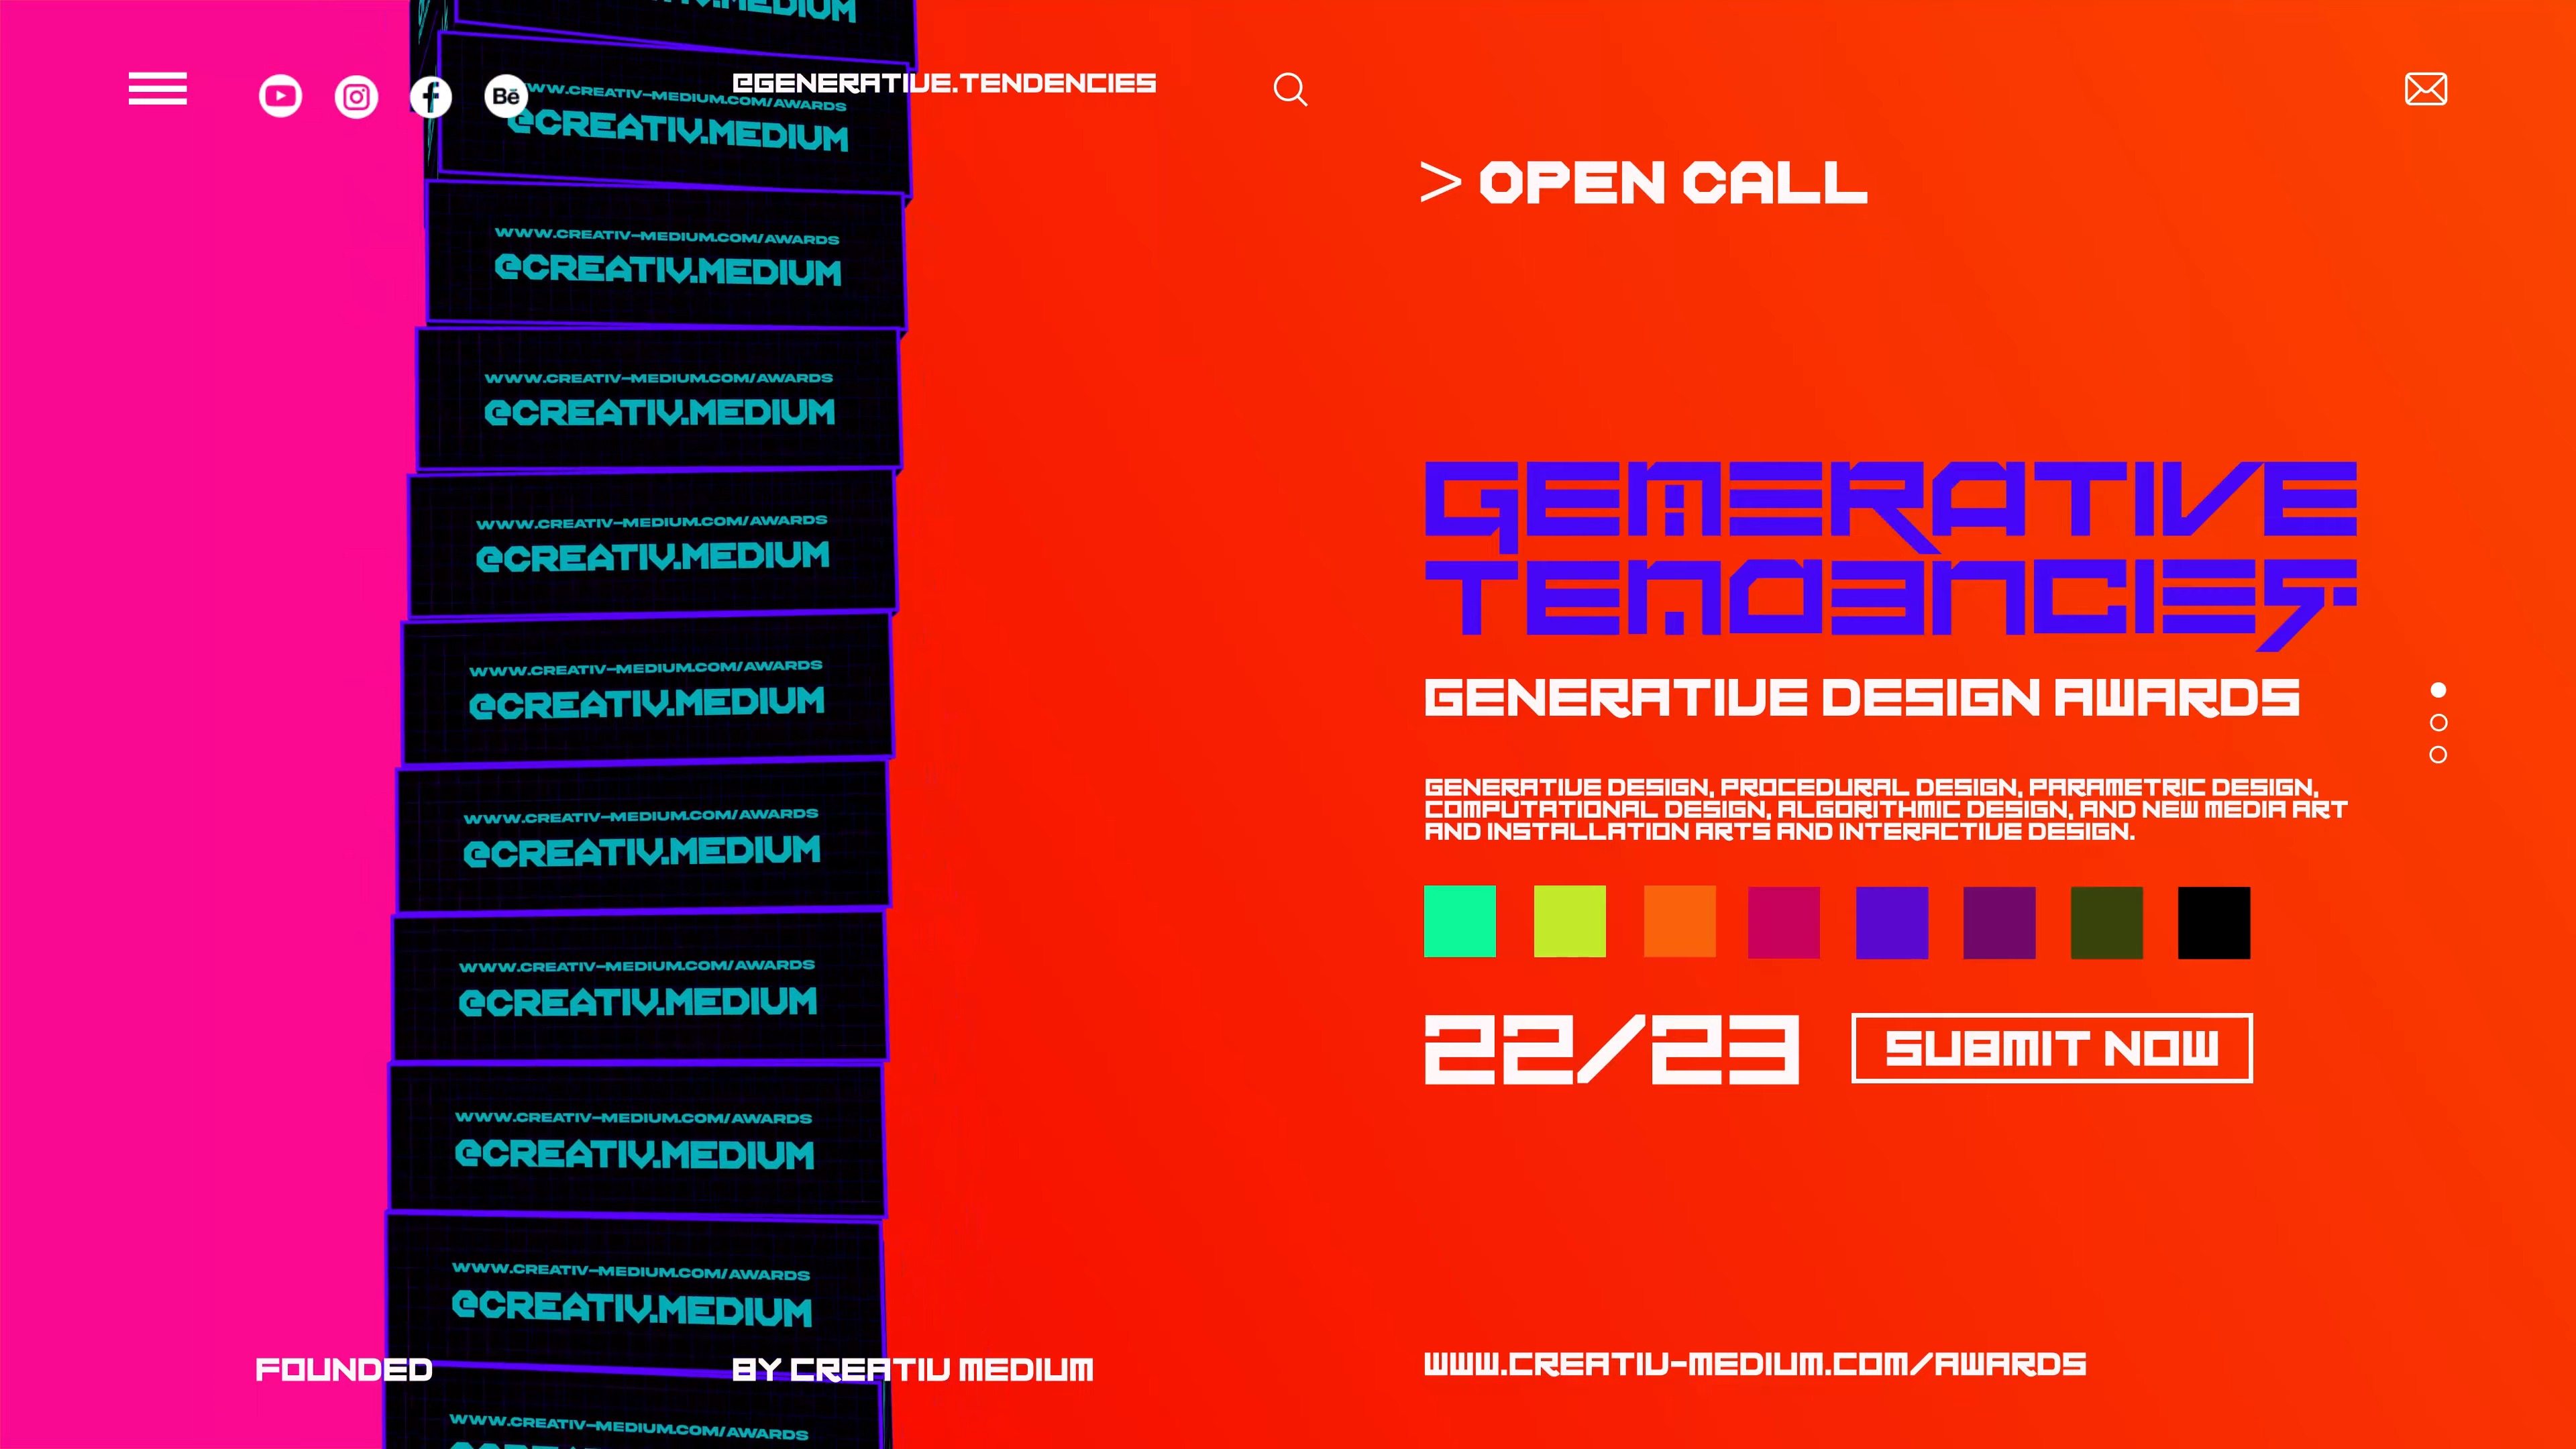 @CREATIV.MEDIUM
@GENERATIVE.TENDENCIES
Bē
WWW.CREATIV-MEDIUM.COM/AWARDS
@CREATIV.MEDIUM
> OPEN CALL
WWW.CREATIV-MEDIUM.COM/AWARDS
@CREATIV.MEDIUM
WWW.CREATIV-MEDIUM.COM/AWARDS
@CREATIV.MEDIUM
WWW.CREATIV-MEDIUM.COM/AWARDS
@CREATIV.MEDIUM
WWW.CREATIV-MEDIUM.COM/AWARDS
@CREATIV.MEDIUM
WWW.CREATIV-MEDIUM.COM/AWARDS
@CREATIV.MEDIUM
WWW.CREATIV-MEDIUM.COM/AWARDS
@CREATIV.MEDIUM
WWW.CREATIV-MEDIUM.COM/AWARDS
@CREATIV.MEDIUM
WWW.CREATIV-MEDIUM.COM/AWARDS
@CREATIV.MEDIUM
WWW.CREATIV-MEDIUM.COM/AWARDS
GENERATIVE
TENDENCIES
GENERATIVE DESIGN AWARDS
GENERATIVE DESIGN, PROCEDURAL DESIGN, PARAMETRIC DESIGN,
COMPUTATIONAL DESIGN, ALGORITHMIC DESIGN, AND NEW MEDIA ART
AND INSTALLATION ARTS AND INTERACTIVE DESIGN.
22/23
SUBMIT NOW
FOUNDED
BY CREATIV MEDIUM
WWW.CREATIV-MEDIUM.COM/AWARDS